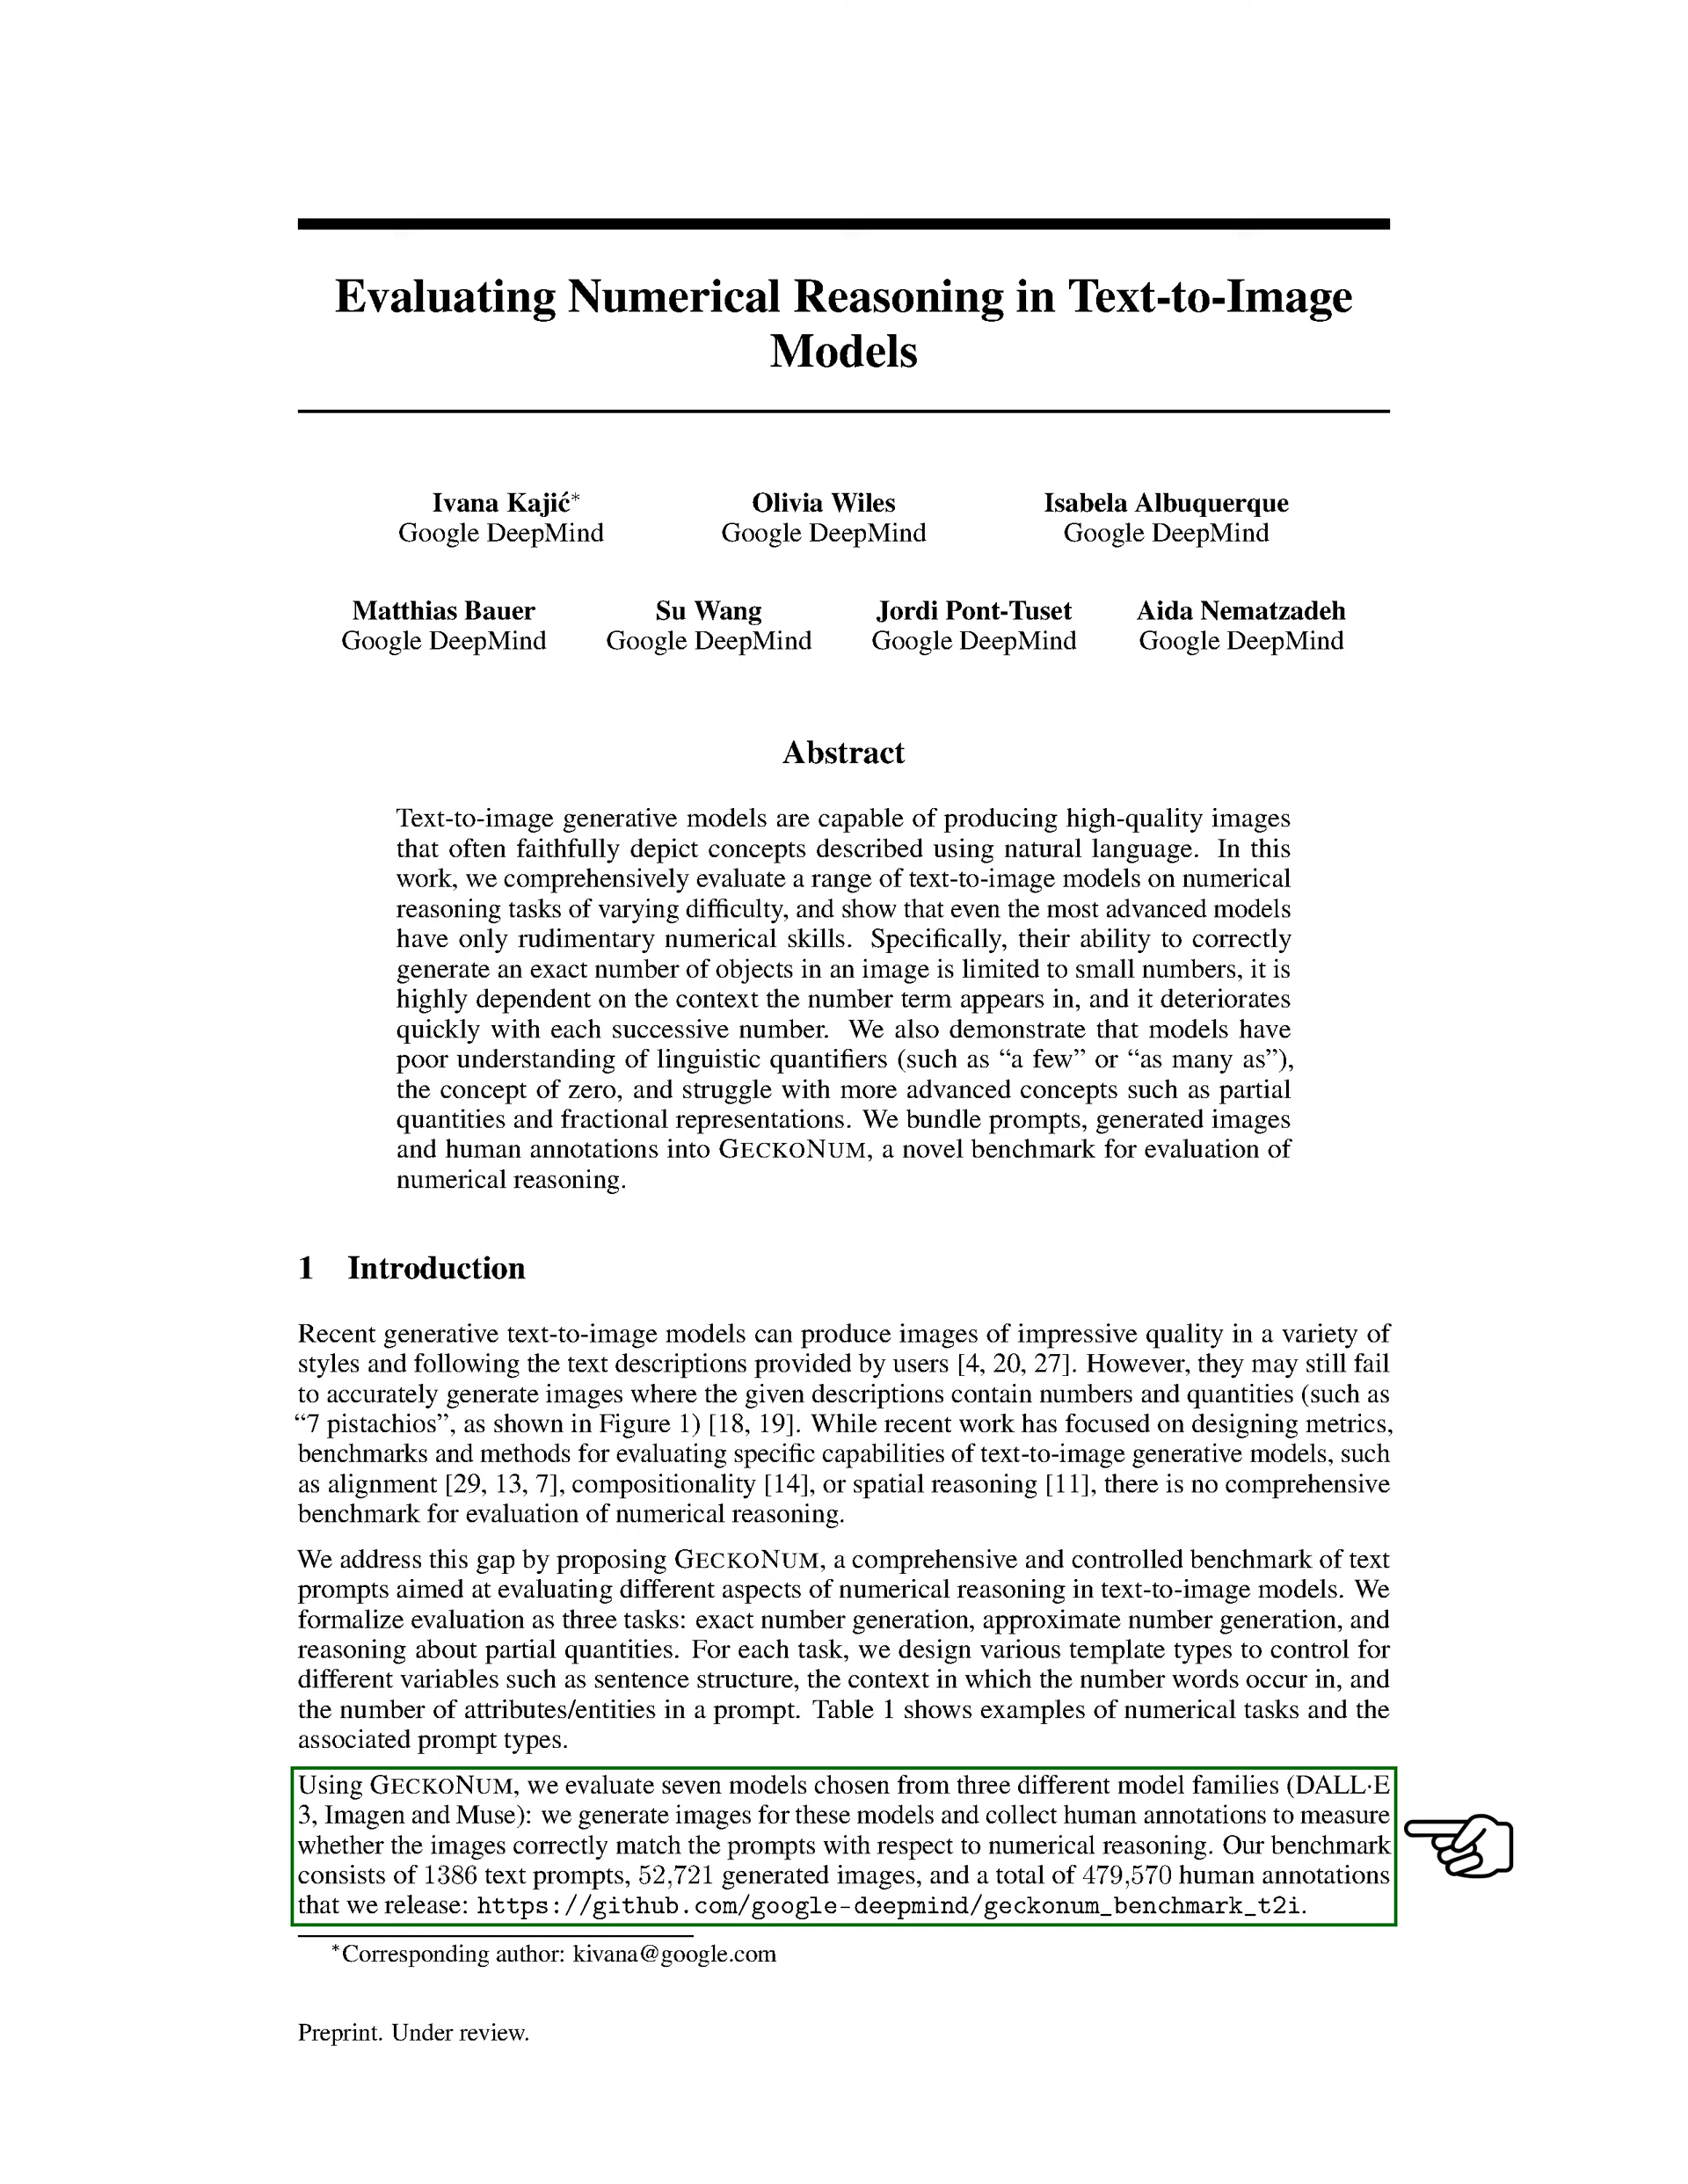 Evaluating Numerical Reasoning in Text-to-Image
Models
Ivana Kajić* Olivia Wiles Isabela Albuquerque
Google DeepMind Google DeepMind Google DeepMind
Matthias Bauer Su Wang Jordi Pont-Tuset Aida Nematzadeh
Google DeepMind Google DeepMind Google DeepMind Google DeepMind
Abstract
Text-to-image generative models are capable of producing high-quality images
that often faithfully depict concepts described using natural language. In this
work, we comprehensively evaluate a range of text-to-image models on numerical
reasoning tasks of varying difficulty, and show that even the most advanced models
have only rudimentary numerical skills. Specifically, their ability to correctly
generate an exact number of objects in an image is limited to small numbers, it is
highly dependent on the context the number term appears in, and it deteriorates
quickly with each successive number. We also demonstrate that models have
poor understanding of linguistic quantifiers (such as “a few” or “as many as”),
the concept of zero, and struggle with more advanced concepts such as partial
quantities and fractional representations. We bundle prompts, generated images
and human annotations into GECKONUM, a novel benchmark for evaluation of
numerical reasoning.
1 Introduction
Recent generative text-to-image models can produce images of impressive quality in a variety of
styles and following the text descriptions provided by users [4, 20, 27]. However, they may still fail
to accurately generate images where the given descriptions contain numbers and quantities (such as
“7 pistachios”, as shown in Figure 1) [18, 19]. While recent work has focused on designing metrics,
benchmarks and methods for evaluating specific capabilities of text-to-image generative models, such
as alignment [29, 13, 7], compositionality [14], or spatial reasoning [11], there is no comprehensive
benchmark for evaluation of numerical reasoning.
We address this gap by proposing GECKONUM, a comprehensive and controlled benchmark of text
prompts aimed at evaluating different aspects of numerical reasoning in text-to-image models. We
formalize evaluation as three tasks: exact number generation, approximate number generation, and
reasoning about partial quantities. For each task, we design various template types to control for
different variables such as sentence structure, the context in which the number words occur in, and
the number of attributes/entities in a prompt. Table 1 shows examples of numerical tasks and the
associated prompt types.
Using GECKONUM, we evaluate seven models chosen from three different model families (DALL·E
3, Imagen and Muse): we generate images for these models and collect human annotations to measure
whether the images correctly match the prompts with respect to numerical reasoning. Our benchmark
consists of 1386 text prompts, 52,721 generated images, and a total of 479,570 human annotations
that we release: https://github.com/google-deepmind/geckonum_benchmark_t2i.
*Corresponding author: kivana@google.com
Preprint. Under review.